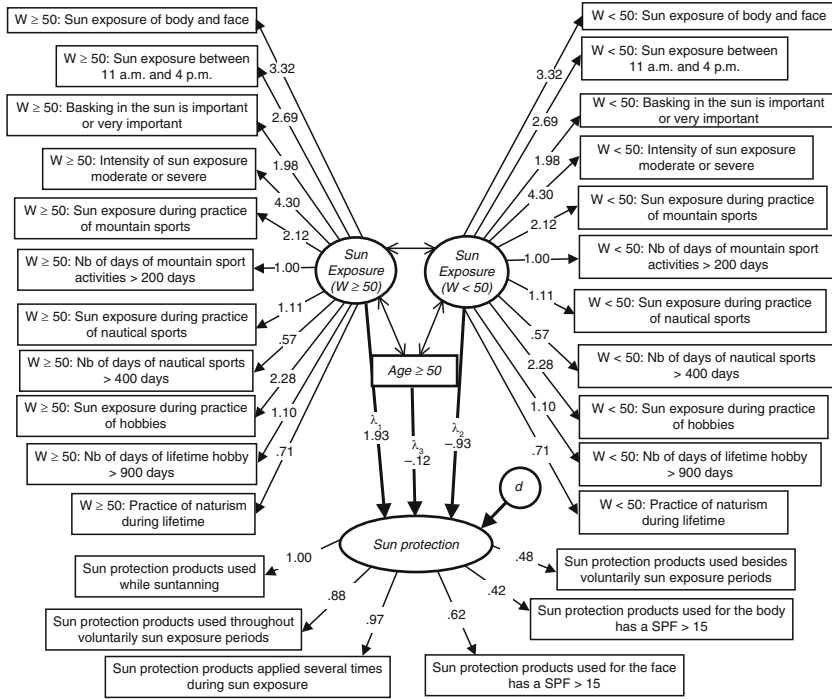 W ≥ 50: Sun exposure of body and face
W ≥ 50: Sun exposure between
11 a.m. and 4 p.m.
W ≥ 50: Basking in the sun is important
or very important
W ≥ 50: Intensity of sun exposure
moderate or severe
W ≥ 50: Sun exposure during practice
of mountain sports
W ≥ 50: Nb of days of mountain sport
activities > 200 days
W ≥ 50: Sun exposure during practice
of nautical sports
W ≥ 50: Nb of days of nautical sports
> 400 days
W ≥ 50: Sun exposure during practice
of hobbies
W ≥ 50: Nb of days of lifetime hobby
> 900 days
W ≥ 50: Practice of naturism
during lifetime
3.32
2.69
1.98
4.30
2.12
1.00
1.11
.57
2.28
1.10
.71
Sun
Exposure
(W ≥ 50)
Sun
Exposure
(W < 50)
Age ≥ 50
λ1
1.93
λ3
–.12
λ2
–.93
3.32
2.69
1.98
4.30
2.12
1.00
1.11
.57
2.28
1.10
.71
W < 50: Sun exposure of body and face
W < 50: Sun exposure between
11 a.m. and 4 p.m.
W < 50: Basking in the sun is important
or very important
W < 50: Intensity of sun exposure
moderate or severe
W < 50: Sun exposure during practice
of mountain sports
W < 50: Nb of days of mountain sport
activities > 200 days
W < 50: Sun exposure during practice
of nautical sports
W < 50: Nb of days of nautical sports
> 400 days
W < 50: Sun exposure during practice
of hobbies
W < 50: Nb of days of lifetime hobby
> 900 days
W < 50: Practice of naturism
during lifetime
d
Sun protection
1.00
.88
.97
.62
.42
.48
Sun protection products used
while suntanning
Sun protection products used throughout
voluntarily sun exposure periods
Sun protection products applied several times
during sun exposure
Sun protection products used for the face
has a SPF > 15
Sun protection products used for the body
has a SPF > 15
Sun protection products used besides
voluntarily sun exposure periods